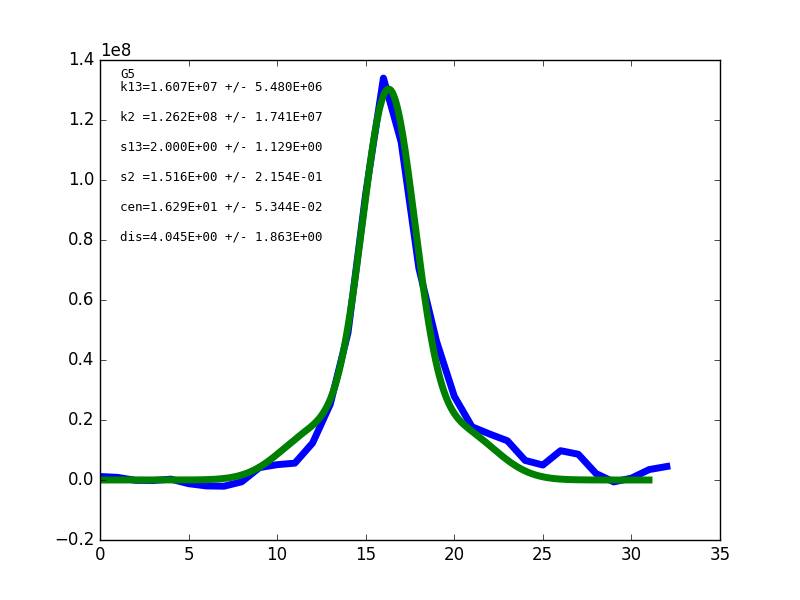 1e8
1.4
1.2
1.0
0.8
0.6
0.4
0.2
0.0
−0.2
G5
k13=1.607E+07 +/- 5.480E+06
k2 =1.262E+08 +/- 1.741E+07
s13=2.000E+00 +/- 1.129E+00
s2 =1.516E+00 +/- 2.154E-01
cen=1.629E+01 +/- 5.344E-02
dis=4.045E+00 +/- 1.863E+00
0 5 10 15 20 25 30 35